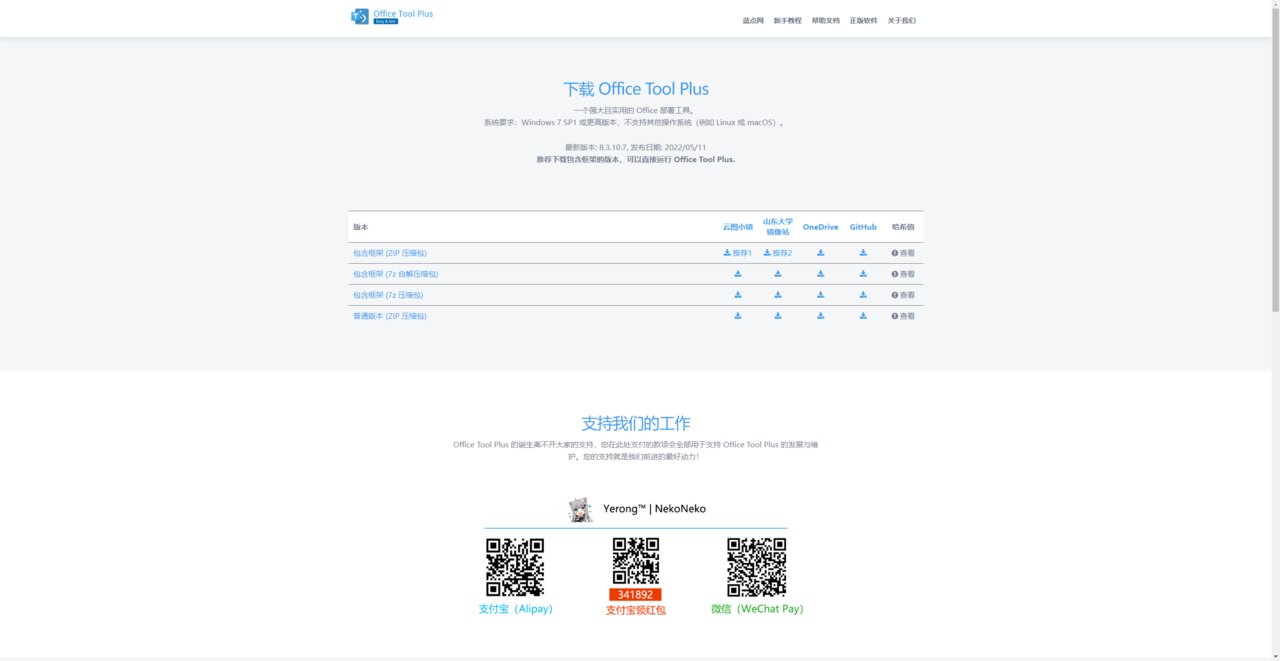 Office Tool Plus
Easy & fast
蓝点网 新手教程 帮助文档 正版软件 关于我们
下载 Office Tool Plus
一个强大且实用的 Office 部署工具。
系统要求：Windows 7 SP1 或更高版本，不支持其他操作系统（例如 Linux 或 macOS）。
最新版本: 8.3.10.7, 发布日期: 2022/05/11
推荐下载包含框架的版本，可以直接运行 Office Tool Plus.
版本 云图小镇 山东大学 OneDrive GitHub 哈希值
镜像站
包含框架 (ZIP 压缩包) 推荐1 推荐2 查看
包含框架 (7z 自解压缩包) 查看
包含框架 (7z 压缩包) 查看
普通版本 (ZIP 压缩包) 查看
支持我们的工作
Office Tool Plus 的诞生离不开大家的支持，您在此处支付的款项会全部用于支持 Office Tool Plus 的发展与维
护。您的支持就是我们前进的最好动力！
Yerong™ | NekoNeko
341892
支付宝（Alipay） 支付宝领红包 微信（WeChat Pay）